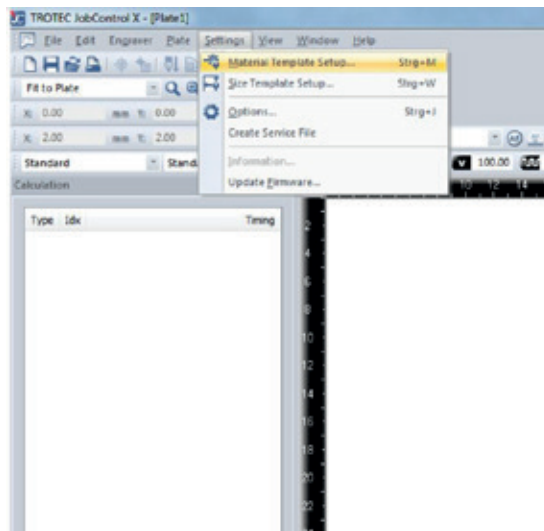 TROTEC JobControl X - [Plate1]
File Edit Engraver Plate Settings View Window Help
Material Template Setup... Strg+M
Size Template Setup... Strg+W
Options... Strg+J
Create Service File
Information...
Update Firmware...
Fit to Plate
X: 0.00 mm Y: 0.00
X: 2.00 mm Y: 2.00
Standard Stand
V 100.00
Calculation
10 12 14
Type Idx Timing
2
4
6
8
10
12
14
16
18
20
22